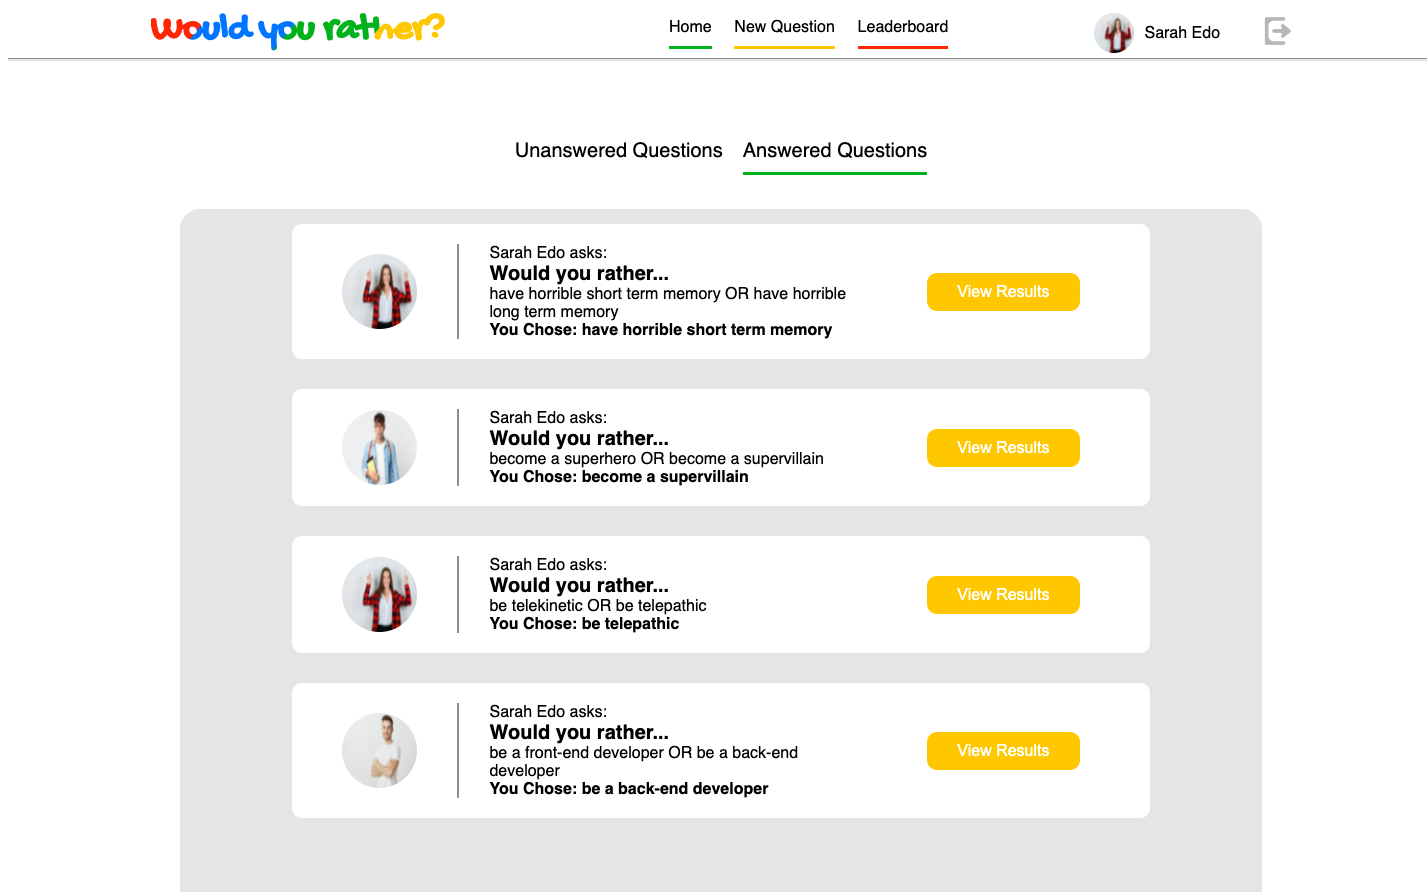 would you rather?
Home New Question Leaderboard
Sarah Edo
Unanswered Questions Answered Questions
Sarah Edo asks:
Would you rather...
have horrible short term memory OR have horrible
long term memory
You Chose: have horrible short term memory
View Results
Sarah Edo asks:
Would you rather...
become a superhero OR become a supervillain
You Chose: become a supervillain
View Results
Sarah Edo asks:
Would you rather...
be telekinetic OR be telepathic
You Chose: be telepathic
View Results
Sarah Edo asks:
Would you rather...
be a front-end developer OR be a back-end
developer
You Chose: be a back-end developer
View Results